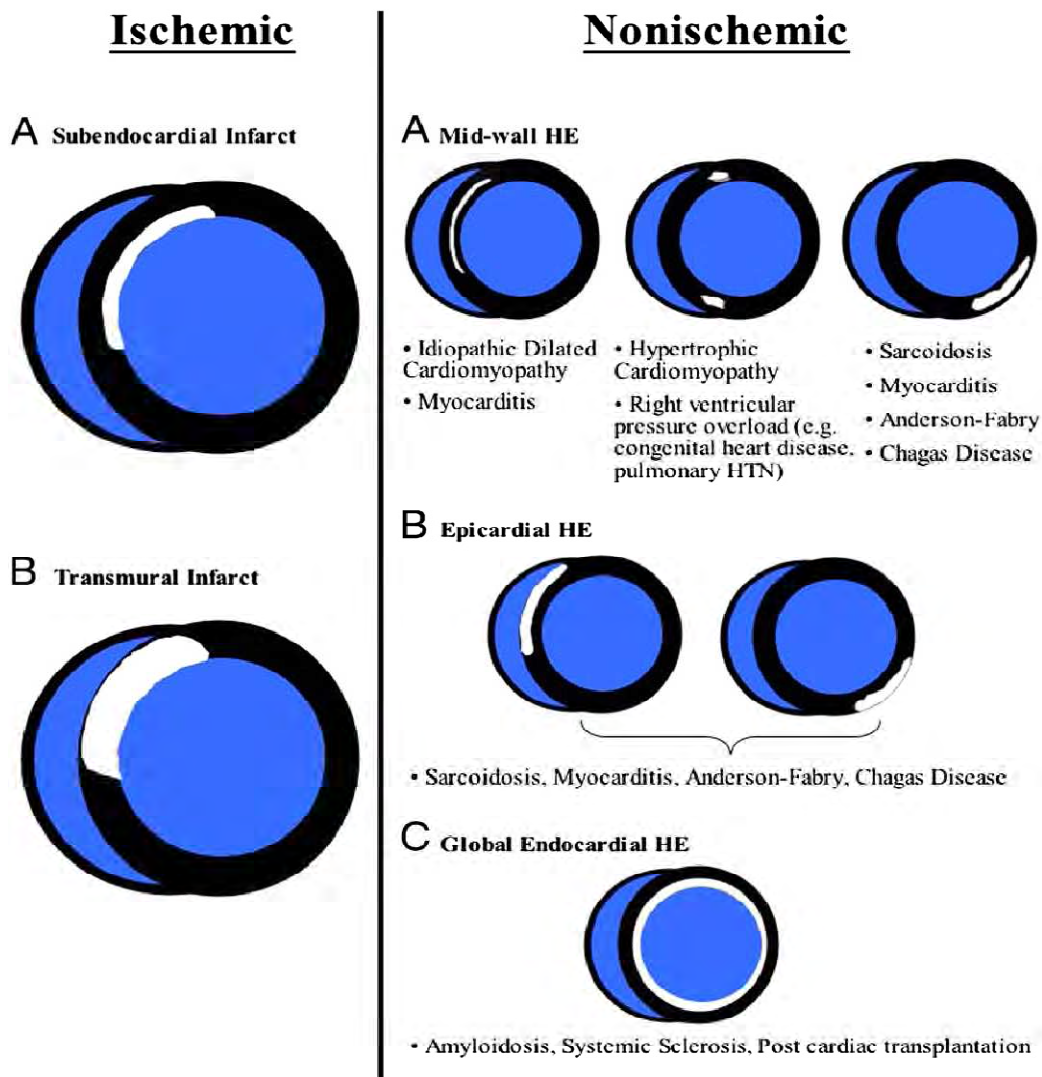 Ischemic
A Subendocardial Infarct
B Transmural Infarct
Nonischemic
A Mid-wall HE
• Idiopathic Dilated
Cardiomyopathy
• Myocarditis
• Hypertrophic
Cardiomyopathy
• Right ventricular
pressure overload (e.g.
congenital heart disease,
pulmonary HTN)
• Sarcoidosis
• Myocarditis
• Anderson-Fabry
• Chagas Disease
B Epicardial HE
• Sarcoidosis, Myocarditis, Anderson-Fabry, Chagas Disease
C Global Endocardial HE
• Amyloidosis, Systemic Sclerosis, Post cardiac transplantation